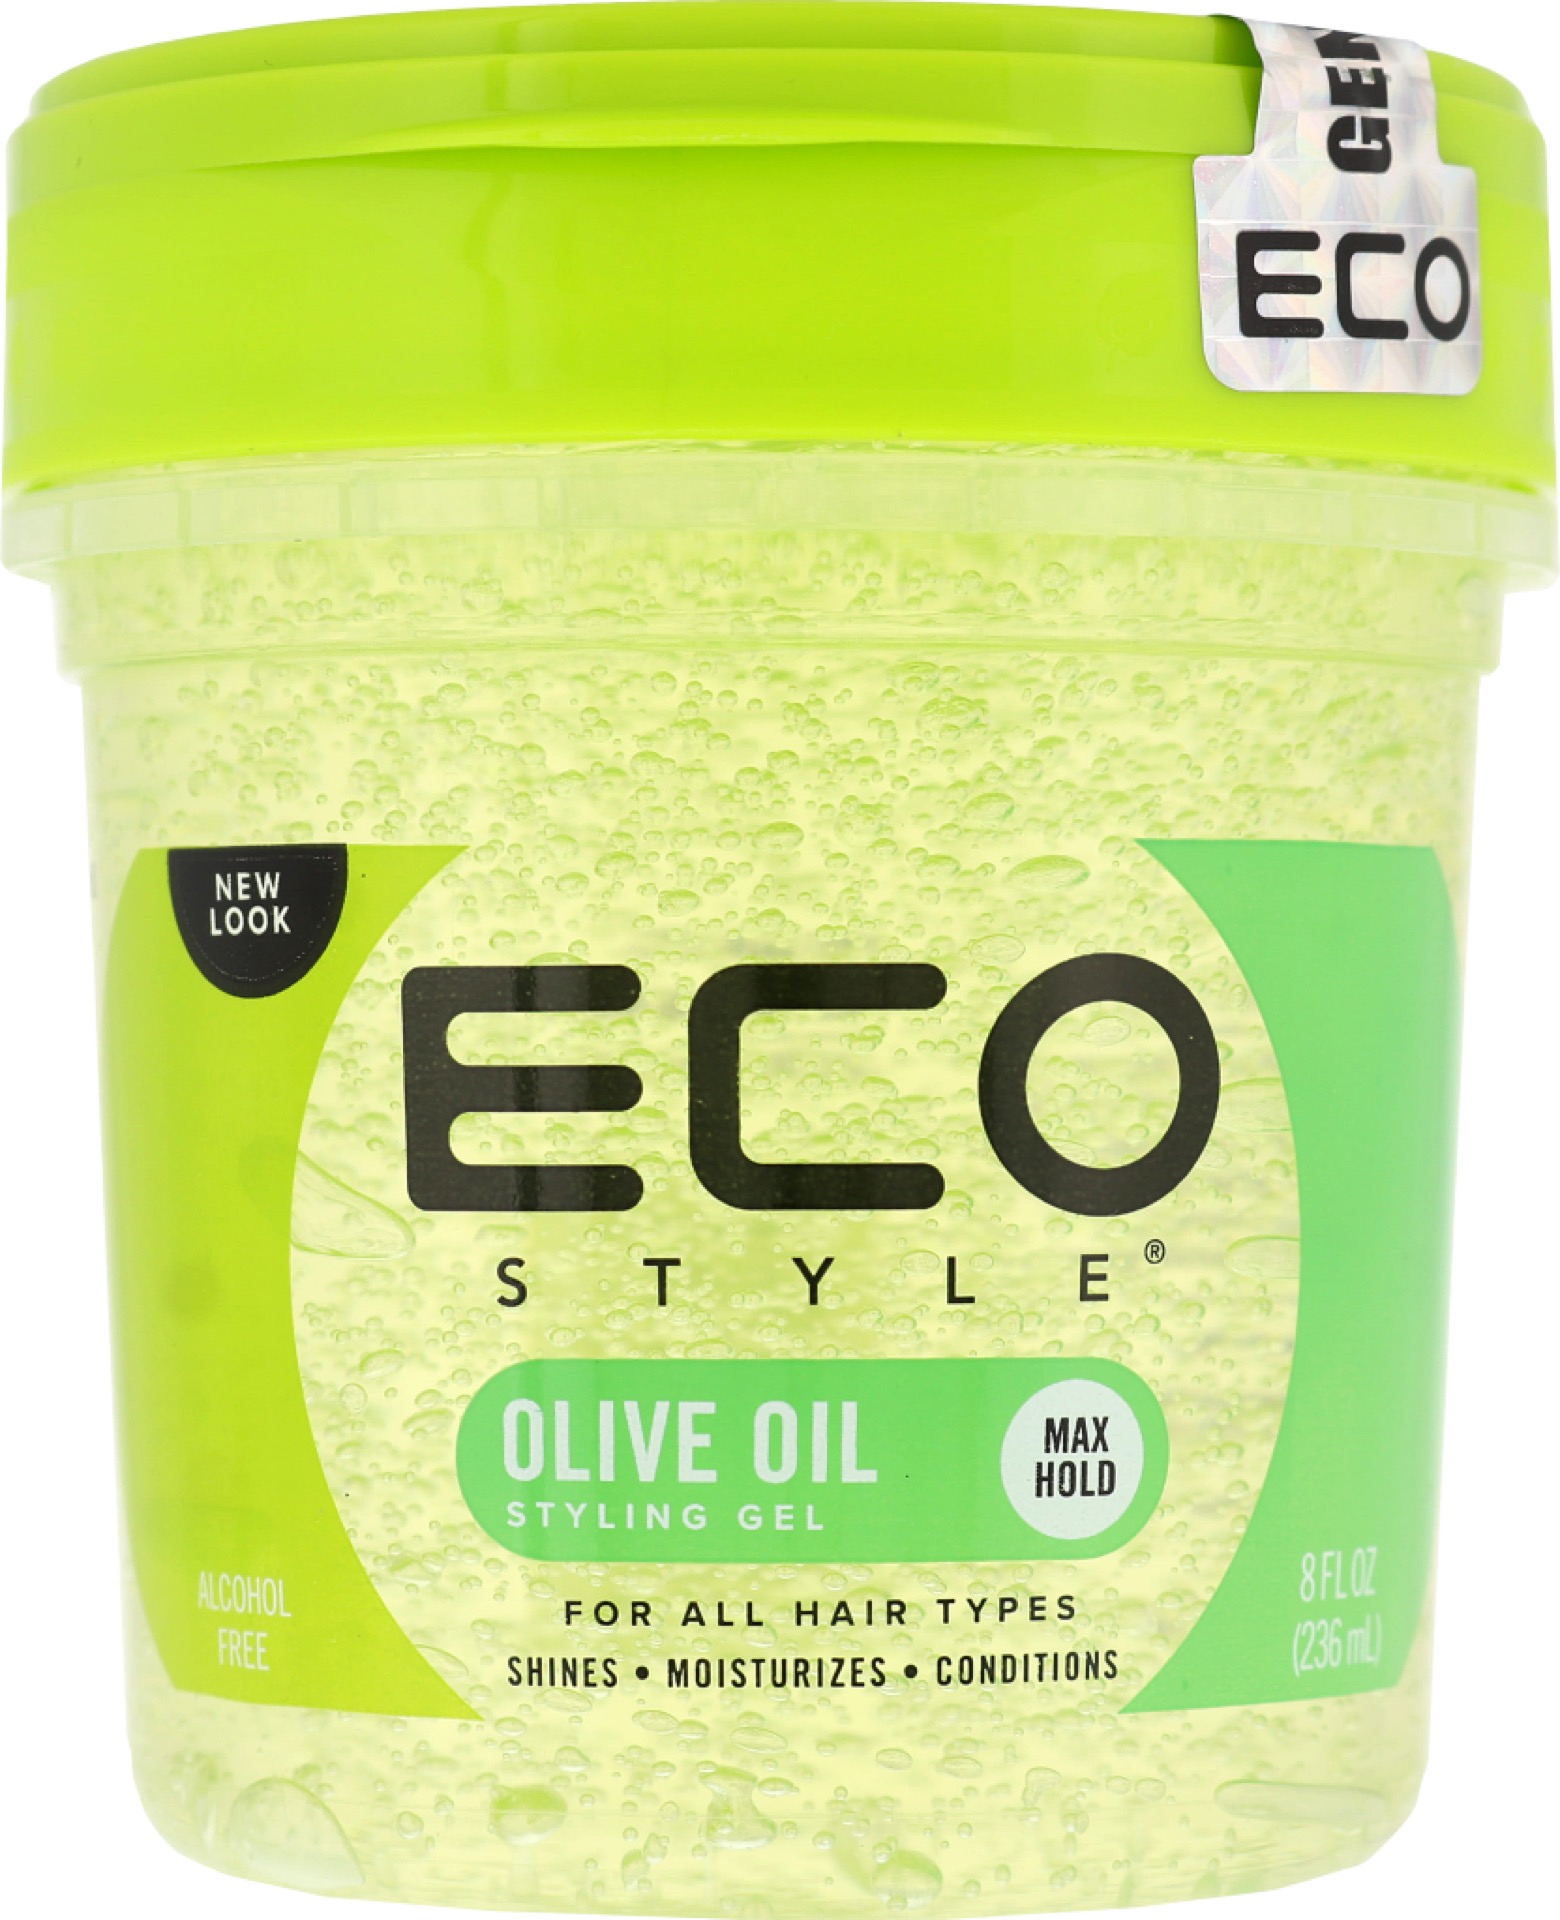 GEN
ECO
NEW
LOOK
ECO
STYLE®
OLIVE OIL
STYLING GEL
MAX
HOLD
FOR ALL HAIR TYPES
SHINES • MOISTURIZES • CONDITIONS
ALCOHOL
FREE
8 FL OZ
(236 mL)